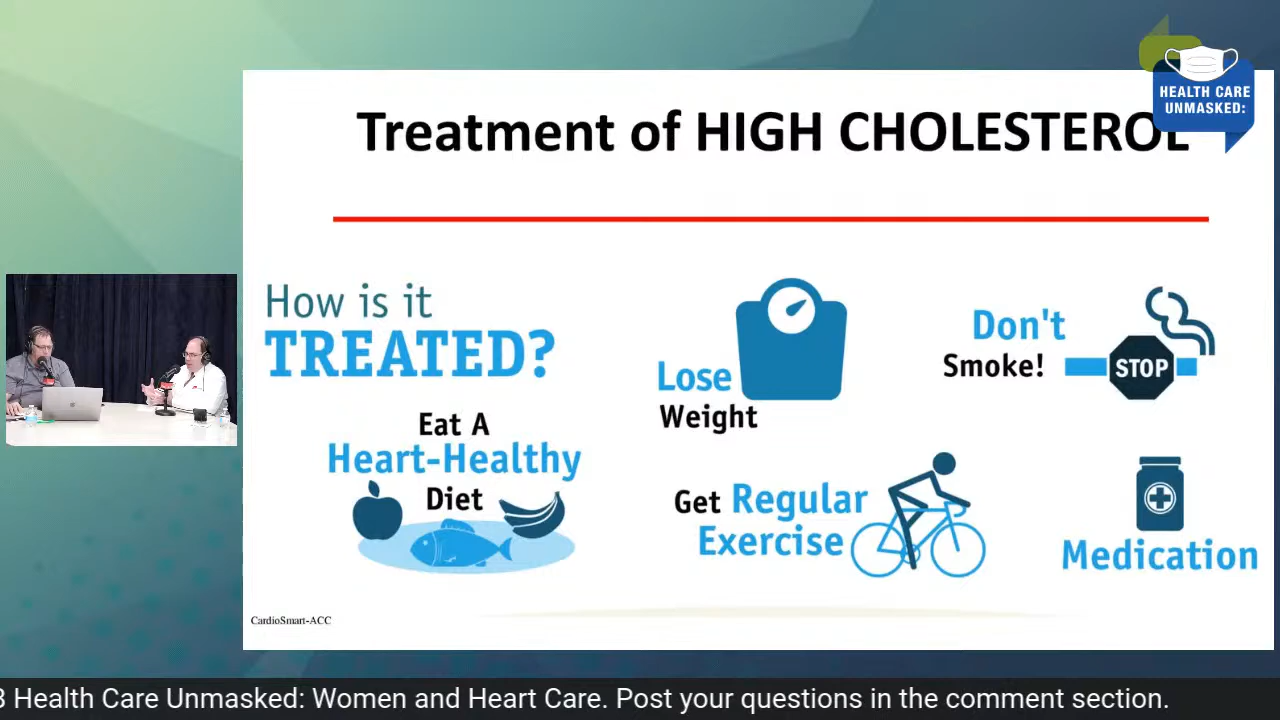 HEALTH CARE
UNMASKED:
Treatment of HIGH CHOLESTEROL
How is it
TREATED?
Eat A
Heart-Healthy
Diet
Lose
Weight
Get Regular
Exercise
Don't
Smoke!
STOP
Medication
CardioSmart-ACC
Health Care Unmasked: Women and Heart Care. Post your questions in the comment section.